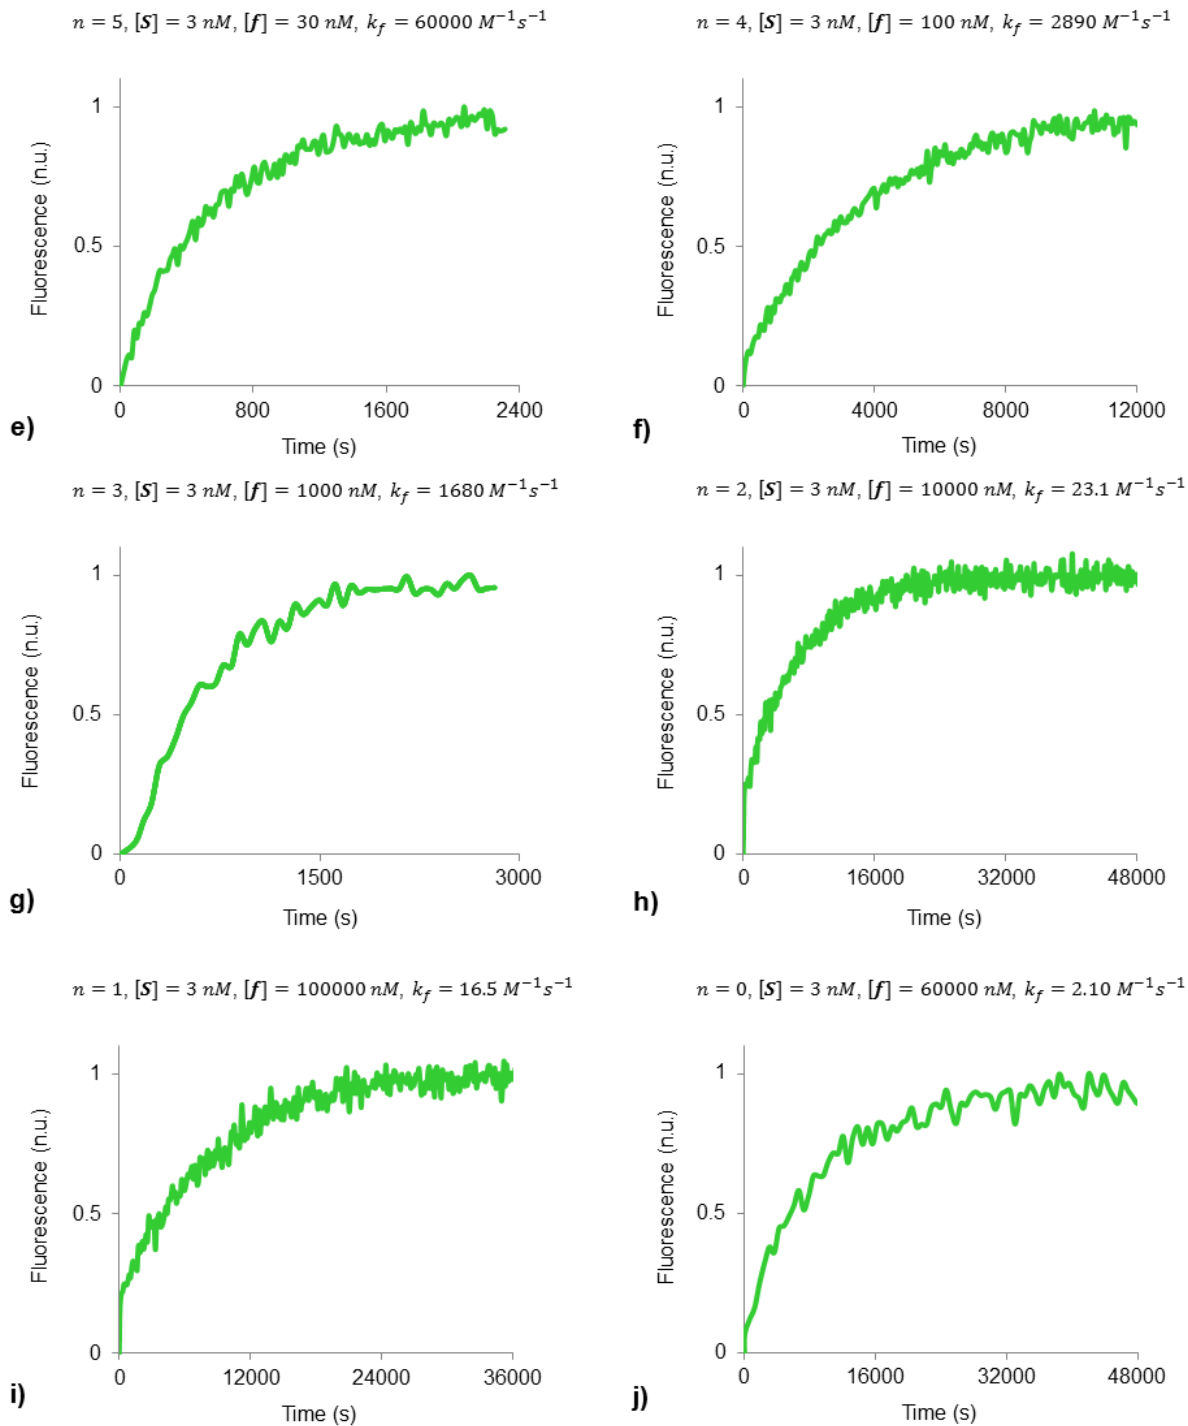 n = 5, [S] = 3 nM, [f] = 30 nM, k_f = 60000 M⁻¹s⁻¹
Fluorescence (n.u.)
1
0.5
0
0 800 1600 2400
Time (s)
e)
n = 4, [S] = 3 nM, [f] = 100 nM, k_f = 2890 M⁻¹s⁻¹
Fluorescence (n.u.)
1
0.5
0
0 4000 8000 12000
Time (s)
f)
n = 3, [S] = 3 nM, [f] = 1000 nM, k_f = 1680 M⁻¹s⁻¹
Fluorescence (n.u.)
1
0.5
0
0 1500 3000
Time (s)
g)
n = 2, [S] = 3 nM, [f] = 10000 nM, k_f = 23.1 M⁻¹s⁻¹
Fluorescence (n.u.)
1
0.5
0
0 16000 32000 48000
Time (s)
h)
n = 1, [S] = 3 nM, [f] = 100000 nM, k_f = 16.5 M⁻¹s⁻¹
Fluorescence (n.u.)
1
0.5
0
0 12000 24000 36000
Time (s)
i)
n = 0, [S] = 3 nM, [f] = 60000 nM, k_f = 2.10 M⁻¹s⁻¹
Fluorescence (n.u.)
1
0.5
0
0 16000 32000 48000
Time (s)
j)